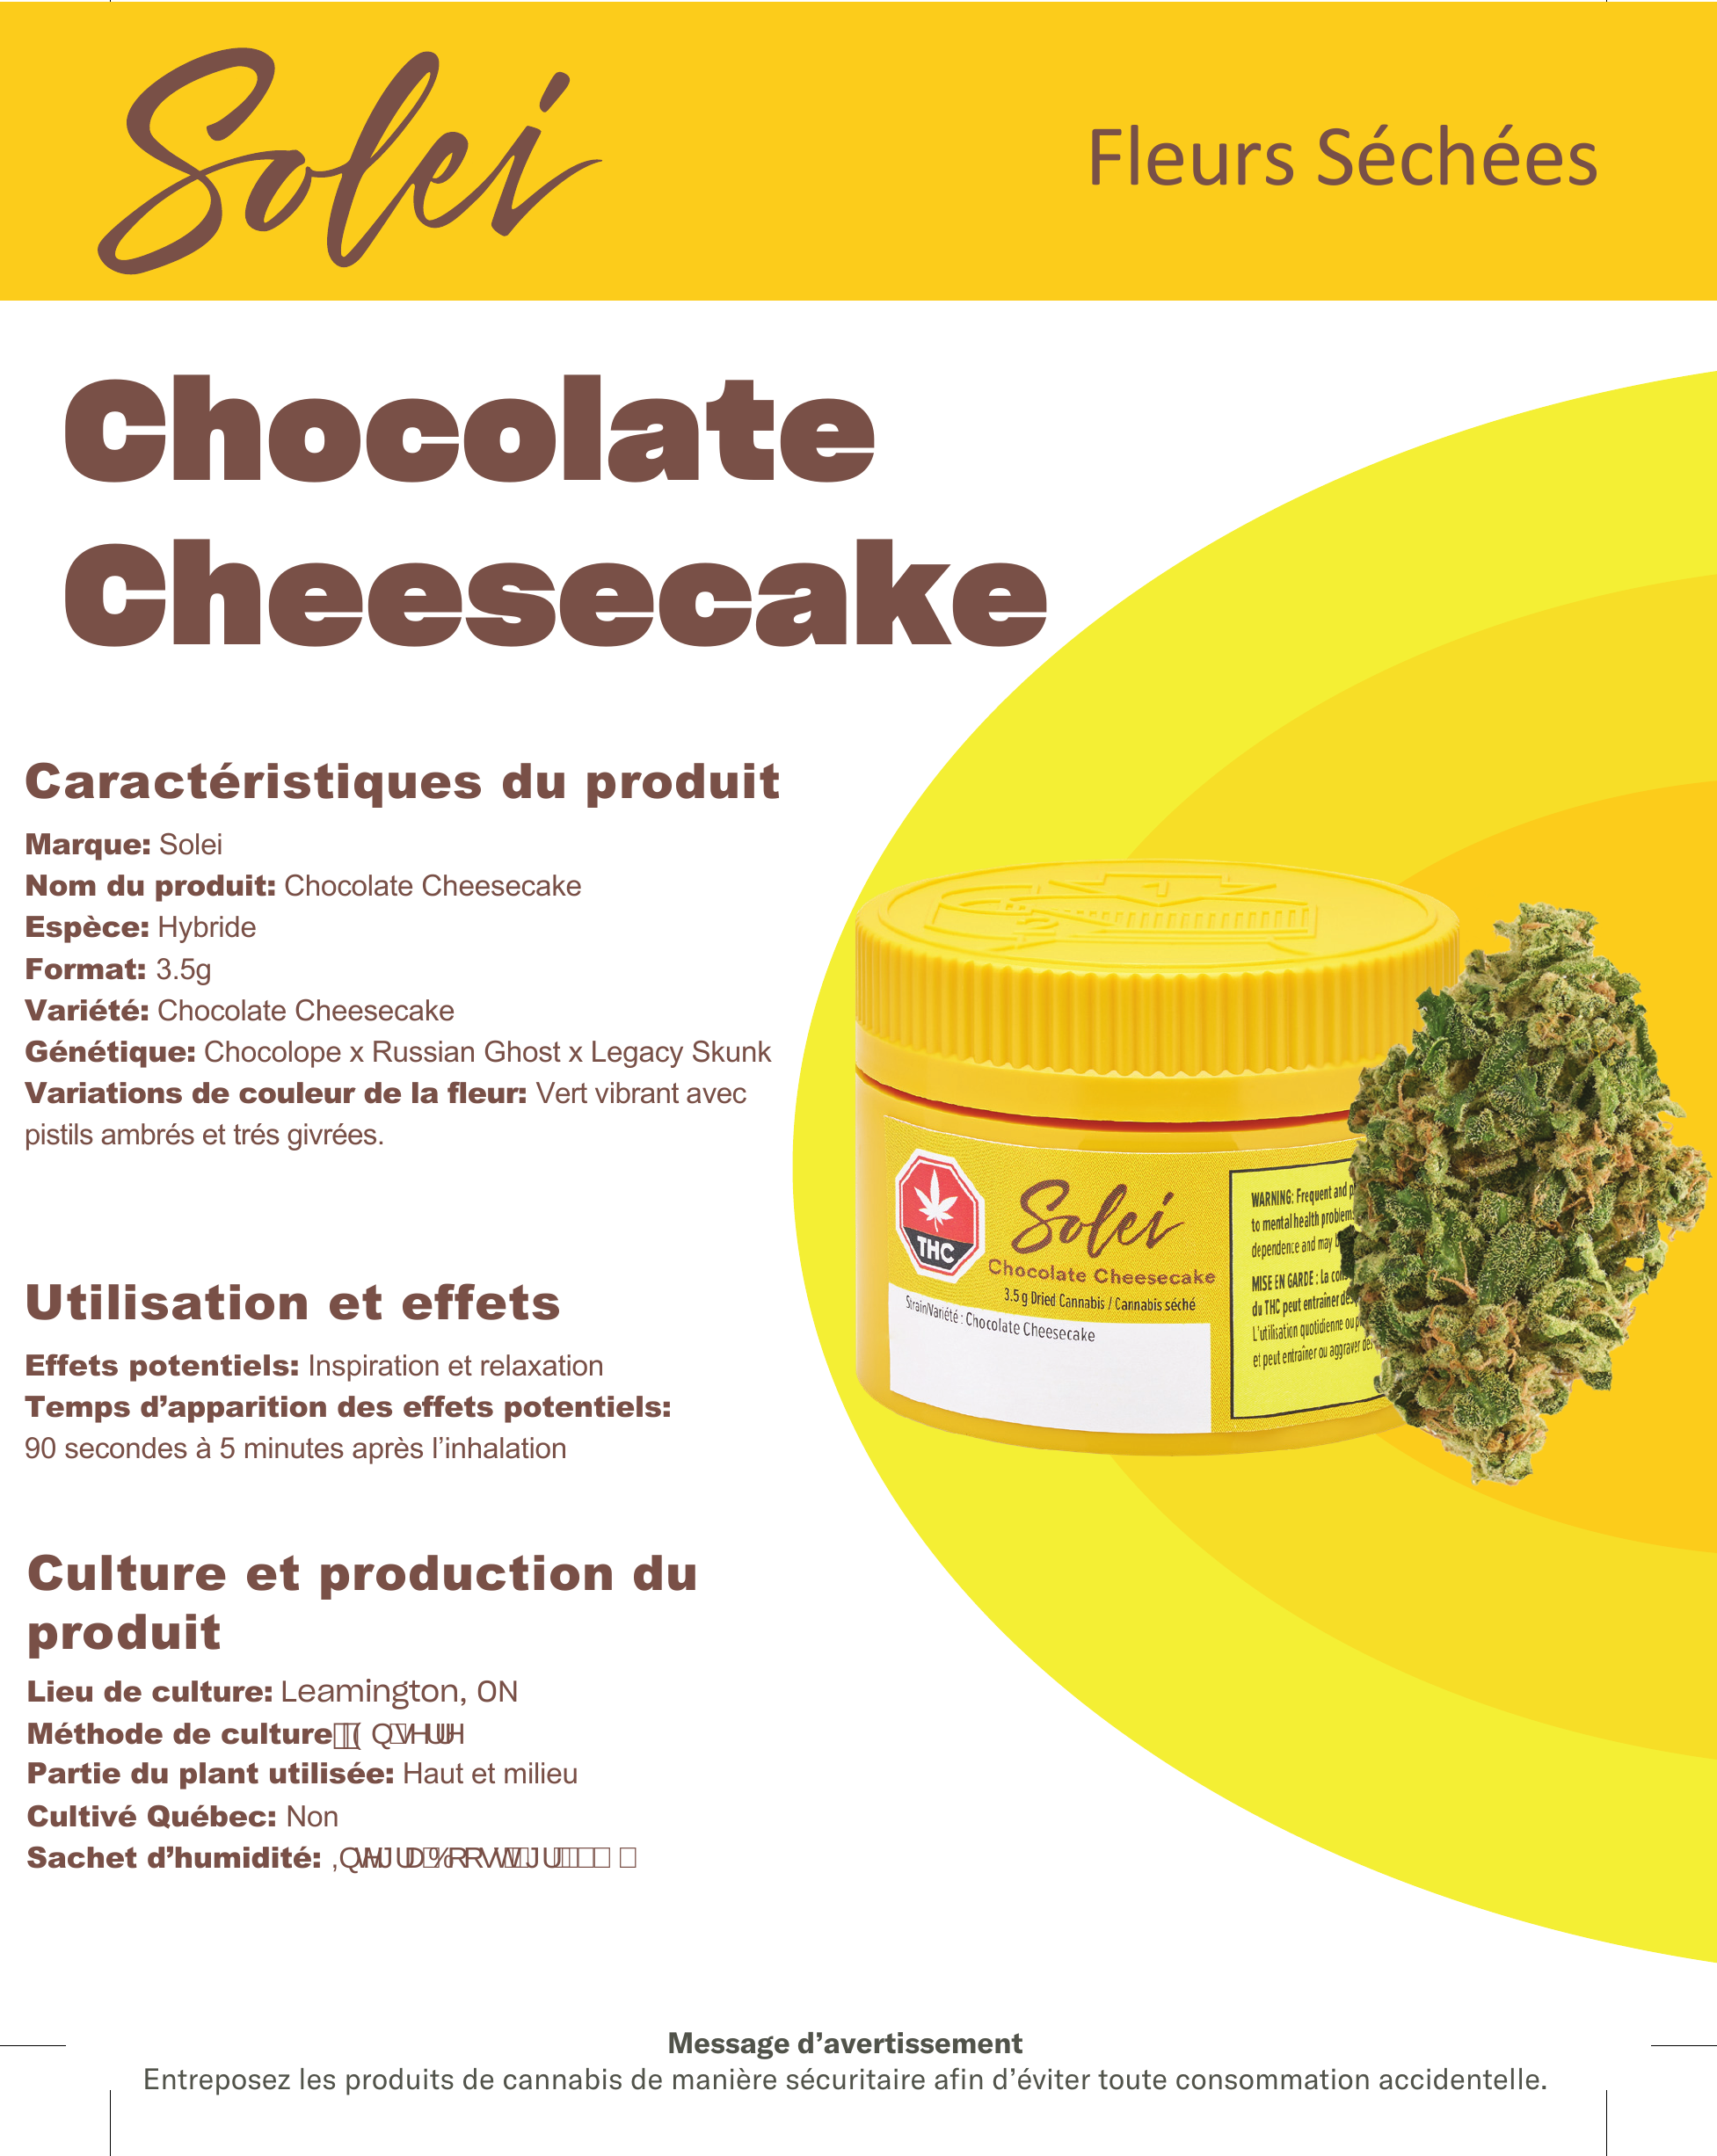 Solei
Fleurs Séchées
Chocolate
Cheesecake
Caractéristiques du produit
Marque: Solei
Nom du produit: Chocolate Cheesecake
Espèce: Hybride
Format: 3.5g
Variété: Chocolate Cheesecake
Génétique: Chocolope x Russian Ghost x Legacy Skunk
Variations de couleur de la fleur: Vert vibrant avec
pistils ambrés et trés givrées.
THC
Solei
Chocolate Cheesecake
3.5 g Dried Cannabis / Cannabis séché
Strain/Variété : Chocolate Cheesecake
WARNING: Frequent and
to mental health
dependence and may
MISE EN GARDE : La
du THC peut entraîner
L'utilisation quotidienne ou
et peut entraîner ou aggraver
Utilisation et effets
Effets potentiels: Inspiration et relaxation
Temps d’apparition des effets potentiels:
90 secondes à 5 minutes après l’inhalation
Culture et production du
produit
Lieu de culture: Leamington, ON
Méthode de culture
Partie du plant utilisée: Haut et milieu
Cultivé Québec: Non
Sachet d’humidité:
Message d’avertissement
Entreposez les produits de cannabis de manière sécuritaire afin d’éviter toute consommation accidentelle.